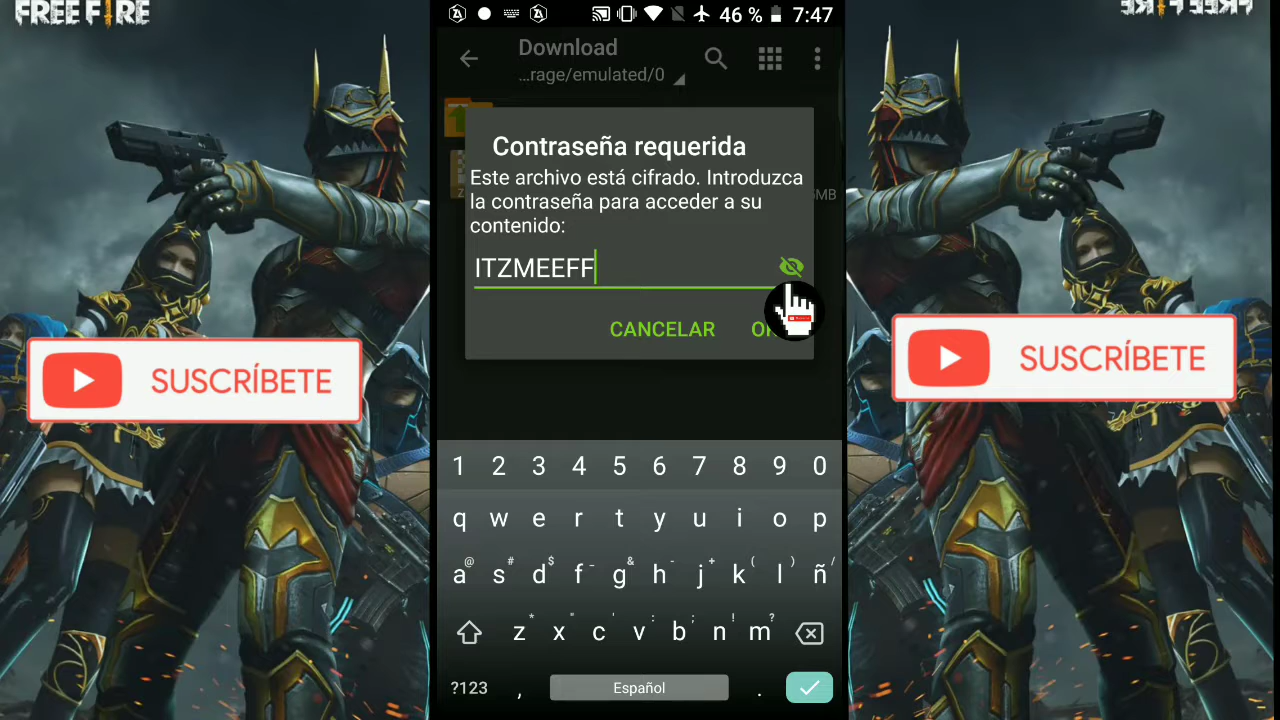 FREE FIRE
FREE FIRE
46 % 7:47
Download
...rage/emulated/0
Contraseña requerida
Este archivo está cifrado. Introduzca
la contraseña para acceder a su
contenido:
ITZMEEFF
CANCELAR
SUSCRÍBETE
SUSCRÍBETE
1 2 3 4 5 6 7 8 9 0
q w e r t y u i o p
@ # $ - & - + ( ) /
a s d f g h j k l ñ
* " ' : ; ! ?
z x c v b n m
?123 , Español .